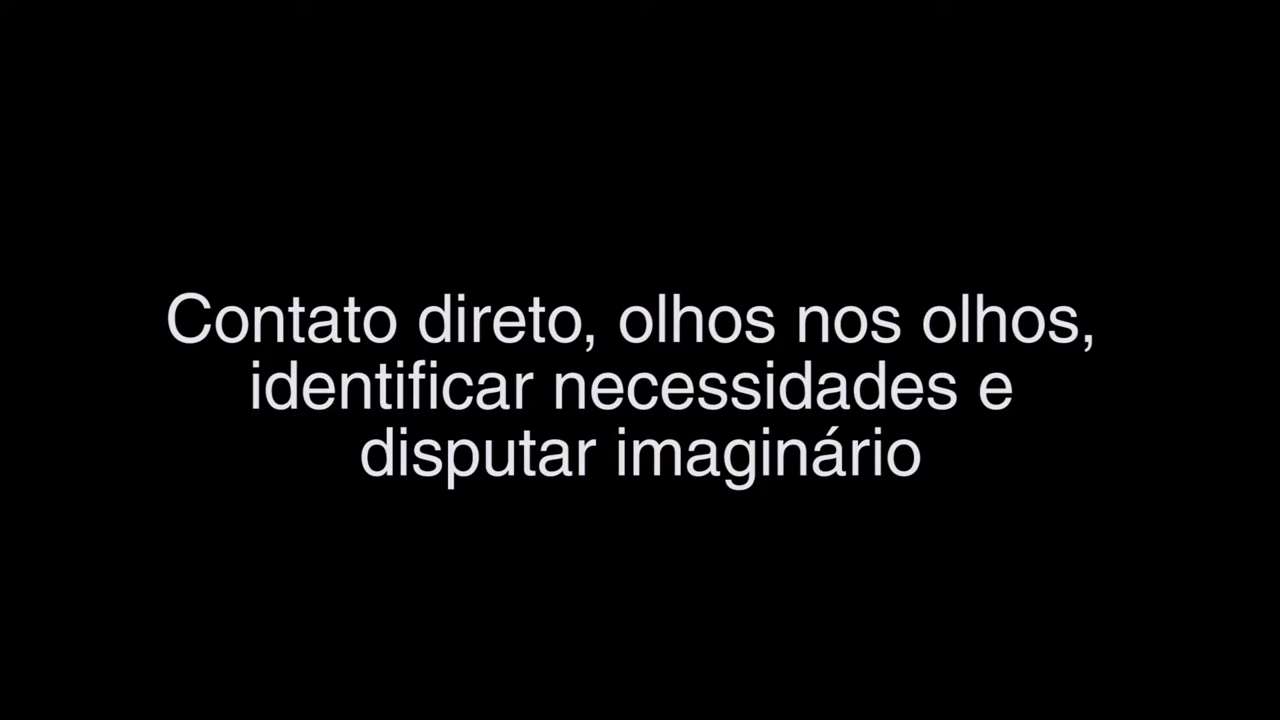 Contato direto, olhos nos olhos,
identificar necessidades e
disputar imaginário